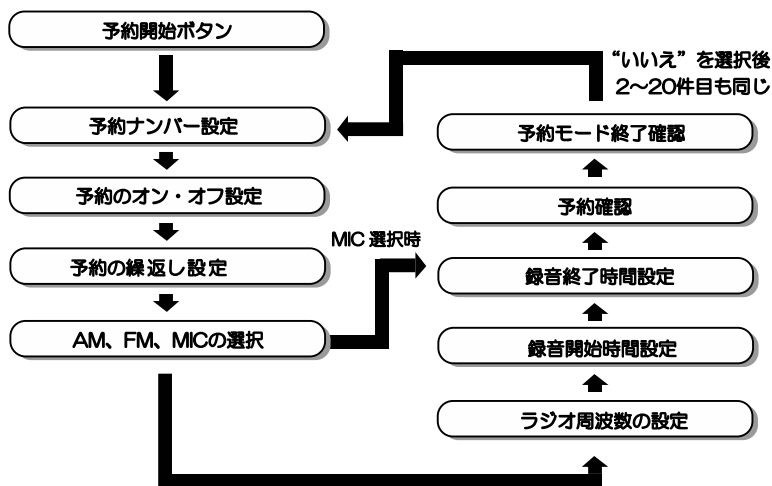 予約開始ボタン
予約ナンバー設定
予約のオン・オフ設定
予約の繰返し設定
AM、FM、MICの選択
MIC 選択時
ラジオ周波数の設定
録音開始時間設定
録音終了時間設定
予約確認
予約モード終了確認
“いいえ”を選択後
2～20件目も同じ